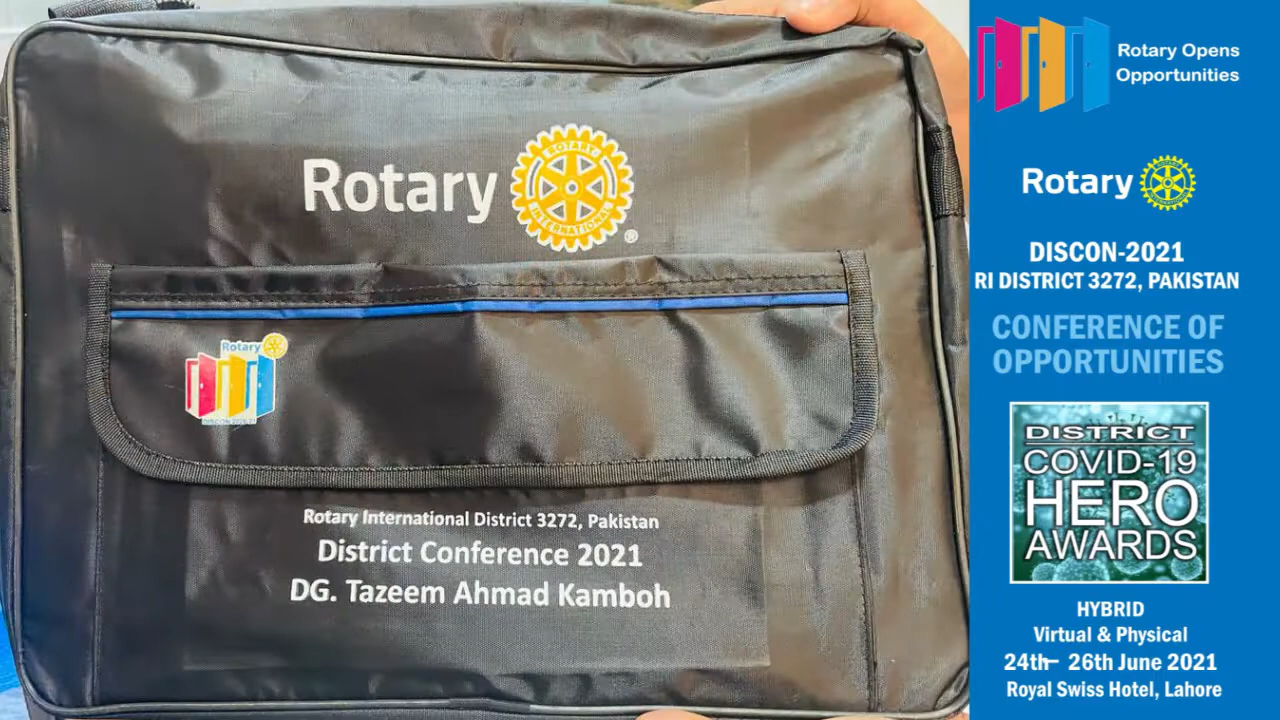 Rotary
ROTARY
INTERNATIONAL
®
Rotary
Rotary International District 3272, Pakistan
District Conference 2021
DG. Tazeem Ahmad Kamboh
Rotary Opens
Opportunities
Rotary
ROTARY
INTERNATIONAL
DISCON-2021
RI DISTRICT 3272, PAKISTAN
CONFERENCE OF
OPPORTUNITIES
DISTRICT
COVID-19
HERO
AWARDS
HYBRID
Virtual & Physical
24th– 26th June 2021
Royal Swiss Hotel, Lahore